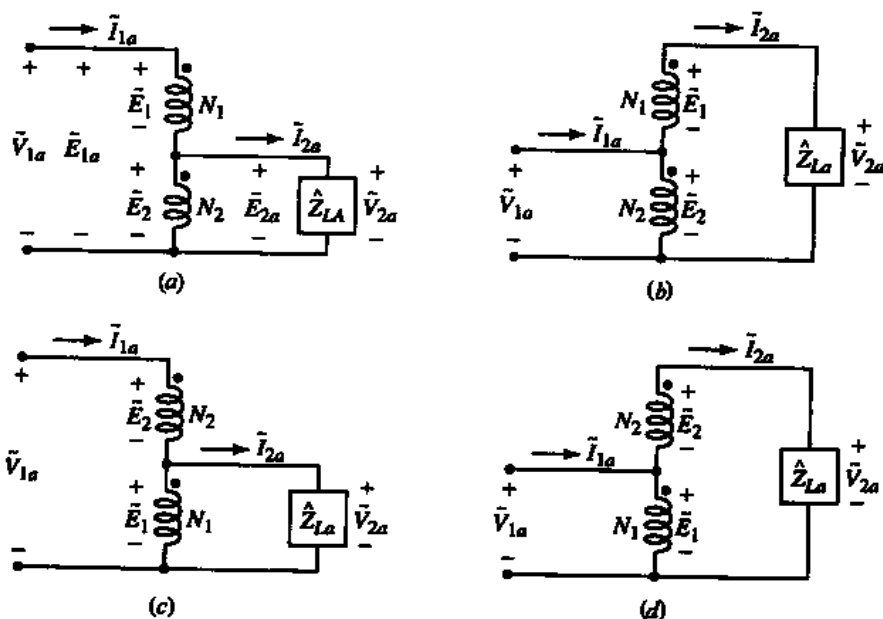 Ĩ1a
+ + +
Ẽ1 N1
−
Ĩ2a
Ṽ1a Ẽ1a
+ + +
Ẽ2 N2 Ẽ2a ẐLA Ṽ2a
− − − − −
(a)
Ĩ2a
+
N1 Ẽ1
−
Ĩ1a
+ + +
ẐLa Ṽ2a
Ṽ1a
N2 Ẽ2
− − −
(b)
Ĩ1a
+ +
Ẽ2 N2
−
Ĩ2a
Ṽ1a
+ +
Ẽ1 N1 ẐLa Ṽ2a
− − −
(c)
Ĩ2a
+
N2 Ẽ2
−
Ĩ1a
+ + +
ẐLa Ṽ2a
Ṽ1a
N1 Ẽ1
− − −
(d)